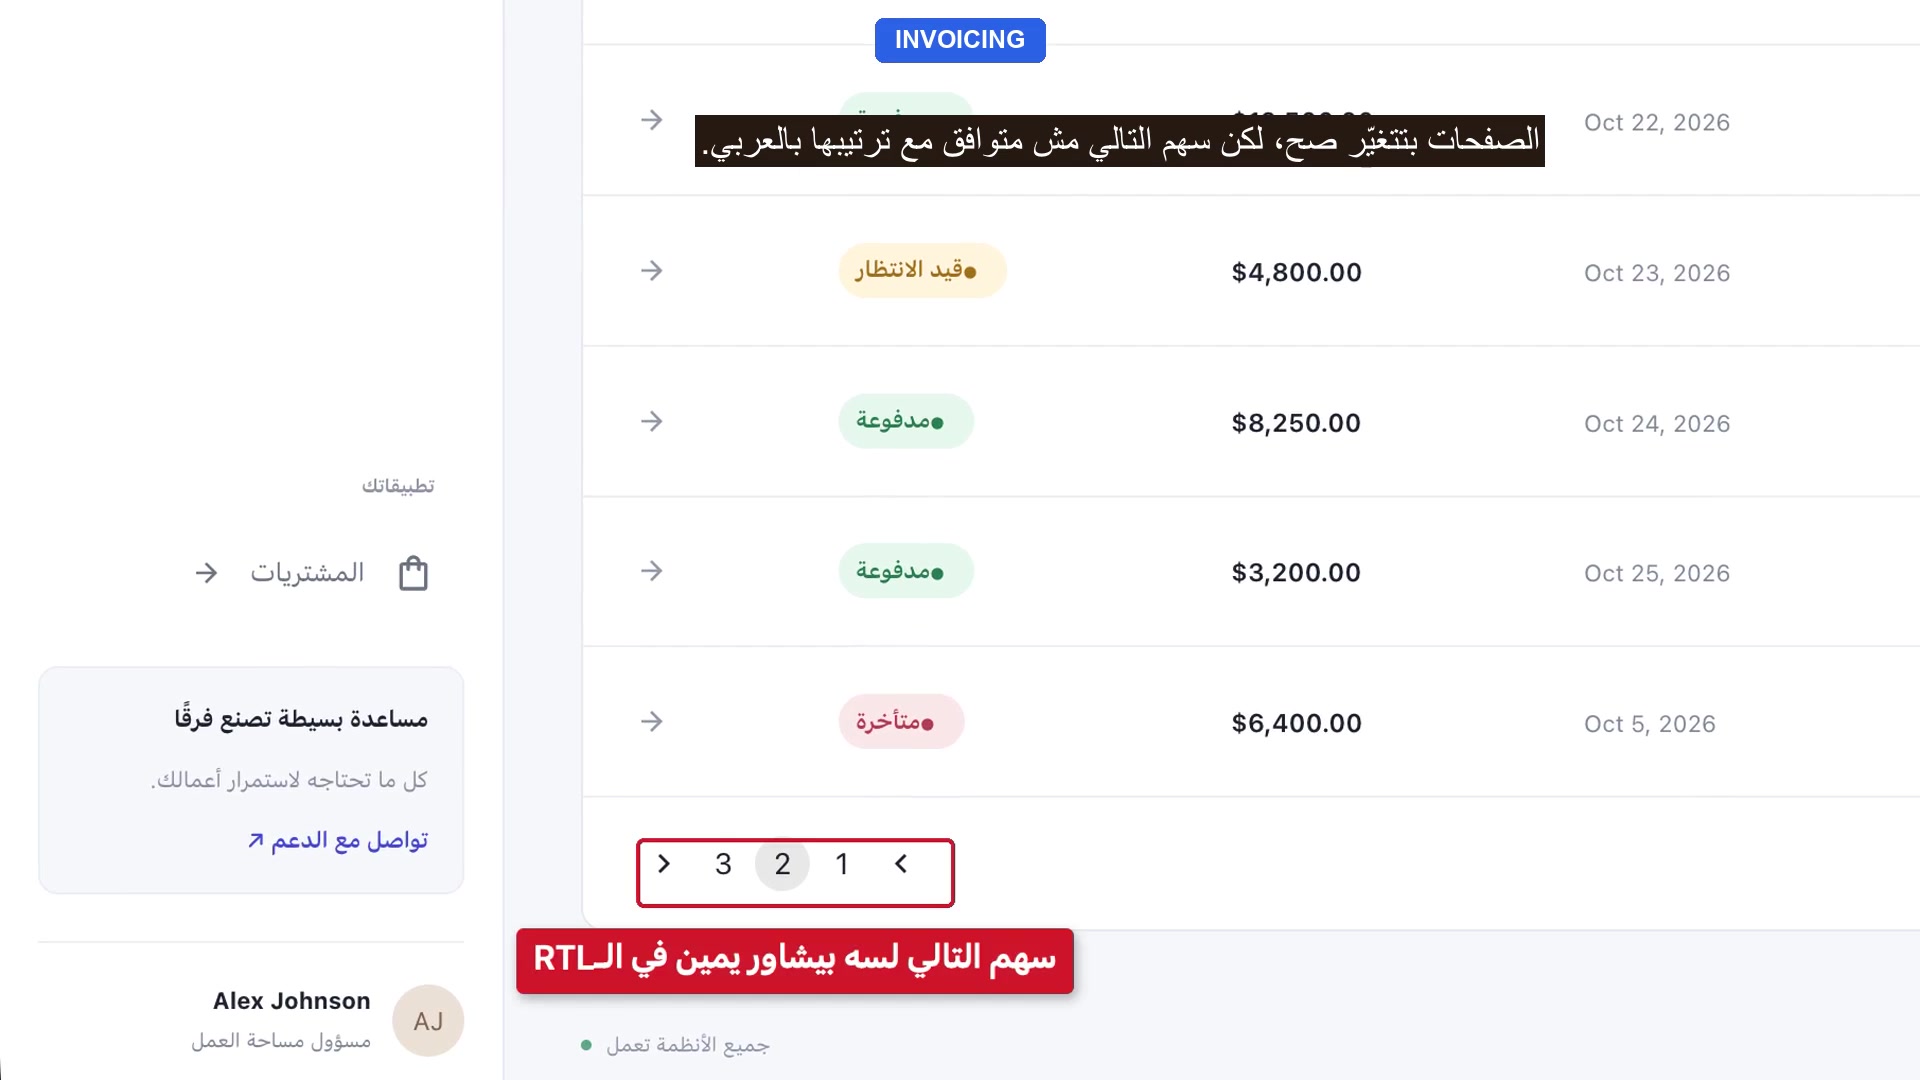 INVOICING
الصفحات بتتغيّر صح، لكن سهم التالي مش متوافق مع ترتيبها بالعربي.
Oct 22, 2026
Oct 23, 2026
$4,800.00
قيد الانتظار
Oct 24, 2026
$8,250.00
مدفوعة
Oct 25, 2026
$3,200.00
مدفوعة
Oct 5, 2026
$6,400.00
متأخرة
1 2 3
سهم التالي لسه بيشاور يمين في الـRTL
جميع الأنظمة تعمل
تطبيقاتك
المشتريات
مساعدة بسيطة تصنع فرقًا
كل ما تحتاجه لاستمرار أعمالك.
تواصل مع الدعم
AJ
Alex Johnson
مسؤول مساحة العمل